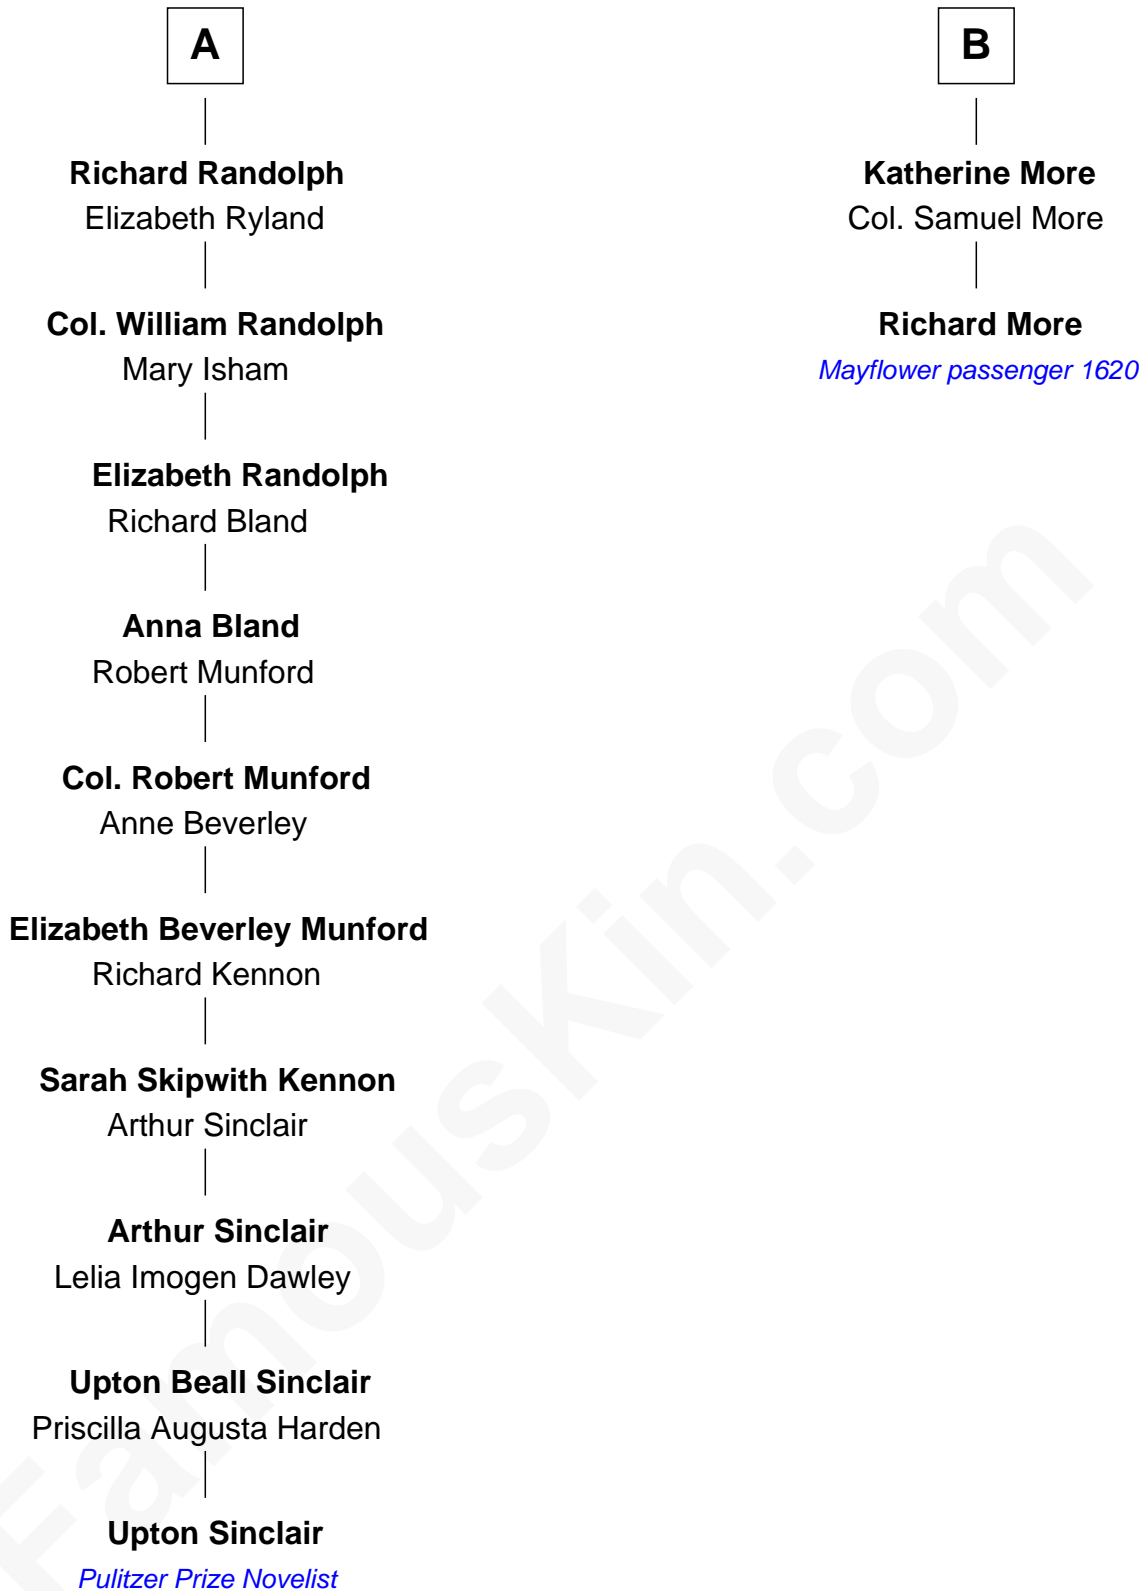 A
Richard Randolph
Elizabeth Ryland
Col. William Randolph
Mary Isham
Elizabeth Randolph
Richard Bland
Anna Bland
Robert Munford
Col. Robert Munford
Anne Beverley
Elizabeth Beverley Munford
Richard Kennon
Sarah Skipwith Kennon
Arthur Sinclair
Arthur Sinclair
Lelia Imogen Dawley
Upton Beall Sinclair
Priscilla Augusta Harden
Upton Sinclair
Pulitzer Prize Novelist
B
Katherine More
Col. Samuel More
Richard More
Mayflower passenger 1620
FamousKin.com